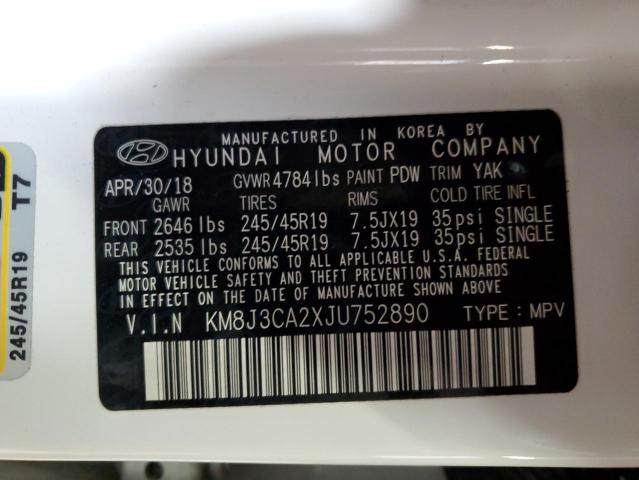 MANUFACTURED IN KOREA BY
HYUNDAI MOTOR COMPANY
APR/30/18 GVWR 4784lbs PAINT PDW TRIM YAK
GAWR TIRES RIMS COLD TIRE INFL
FRONT 2646 lbs 245/45R19 7.5JX19 35psi SINGLE
REAR 2535 lbs 245/45R19 7.5JX19 35psi SINGLE
THIS VEHICLE CONFORMS TO ALL APPLICABLE U.S.A. FEDERAL
MOTOR VEHICLE SAFETY AND THEFT PREVENTION STANDARDS
IN EFFECT ON THE DATE OF MANUFACTURE SHOWN ABOVE.
V.I.N KM8J3CA2XJU752890 TYPE: MPV
245/45R19 T7